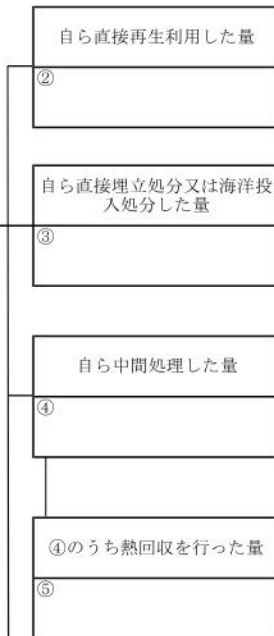 自ら直接再生利用した量
②
自ら直接埋立処分又は海洋投
入処分した量
③
自ら中間処理した量
④
④のうち熱回収を行った量
⑤